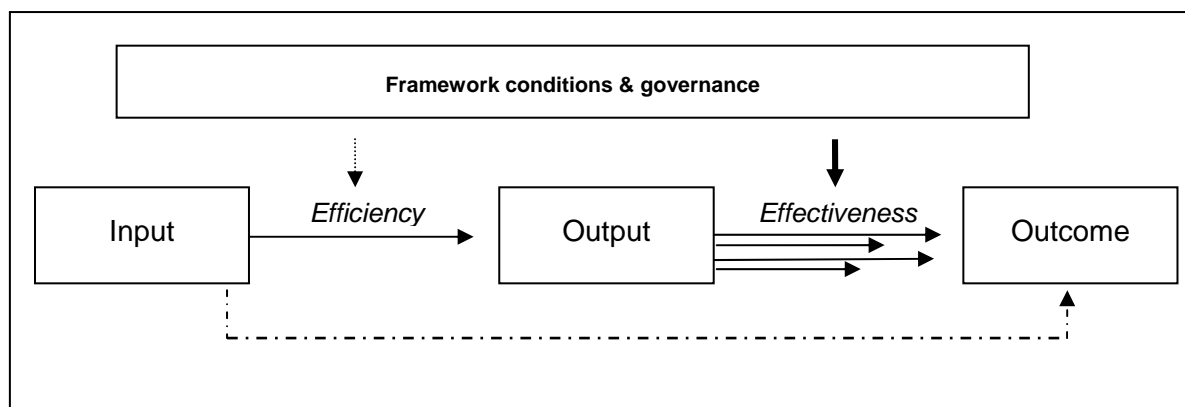 Framework conditions & governance
Efficiency
Effectiveness
Input
Output
Outcome